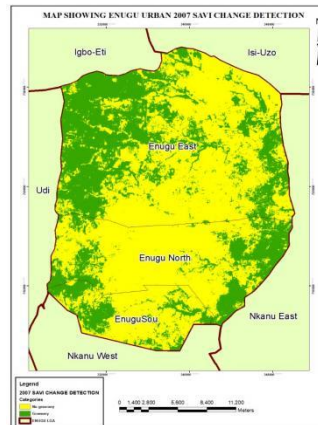 MAP SHOWING ENUGU URBAN 2007 SAVI CHANGE DETECTION
N
Igbo-Eti
Isi-Uzo
Enugu East
Udi
Enugu North
EnuguSou
Nkanu East
Nkanu West
Legend
2007 SAVI CHANGE DETECTION
Categories
No greenery
Greenery
ENUGU LGA
0 1,400 2,800 5,600 8,400 11,200
Meters